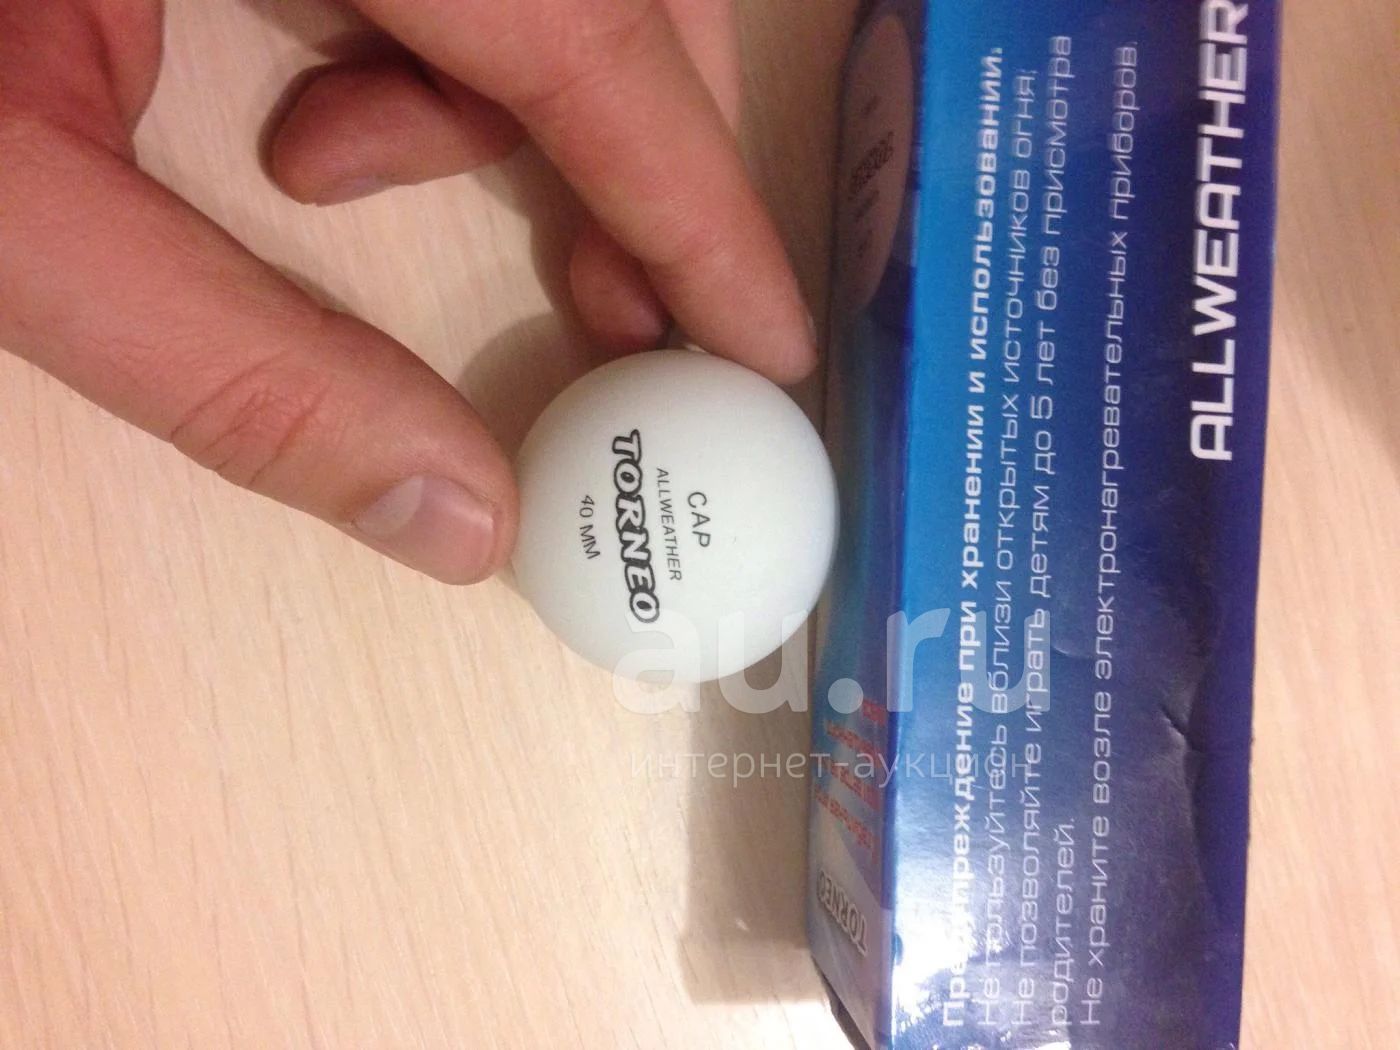 CAP
ALLWEATHER
TORNEO
40 MM
Предупреждение при хранении и использовании.
Не пользуйтесь вблизи открытых источников огня;
Не позволяйте играть детям до 5 лет без присмотра
родителей.
Не храните возле электронагревательных приборов.
ALLWEATHER
TORNEO
au.ru
интернет-аукцион